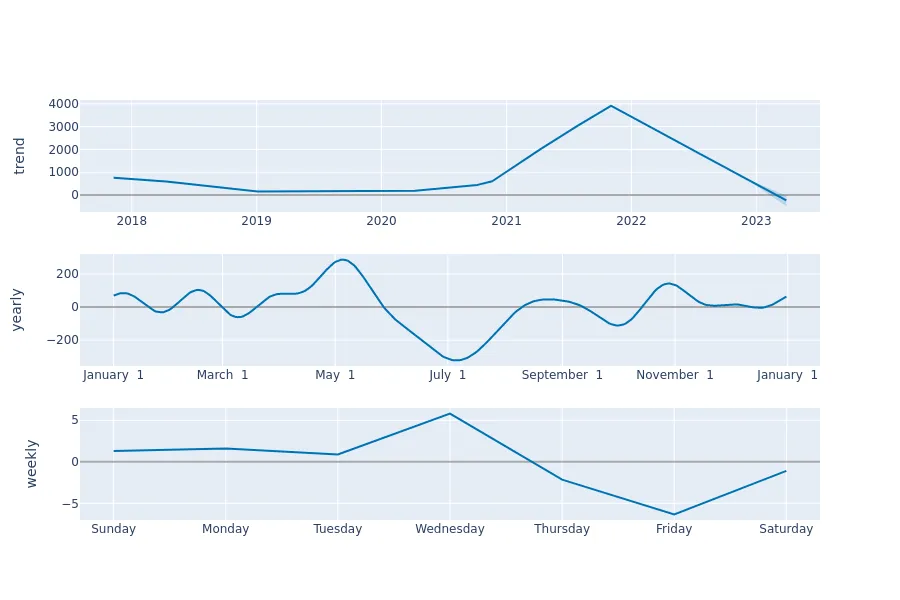 trend
4000
3000
2000
1000
0
2018 2019 2020 2021 2022 2023
yearly
200
0
−200
January 1 March 1 May 1 July 1 September 1 November 1 January 1
weekly
5
0
−5
Sunday Monday Tuesday Wednesday Thursday Friday Saturday